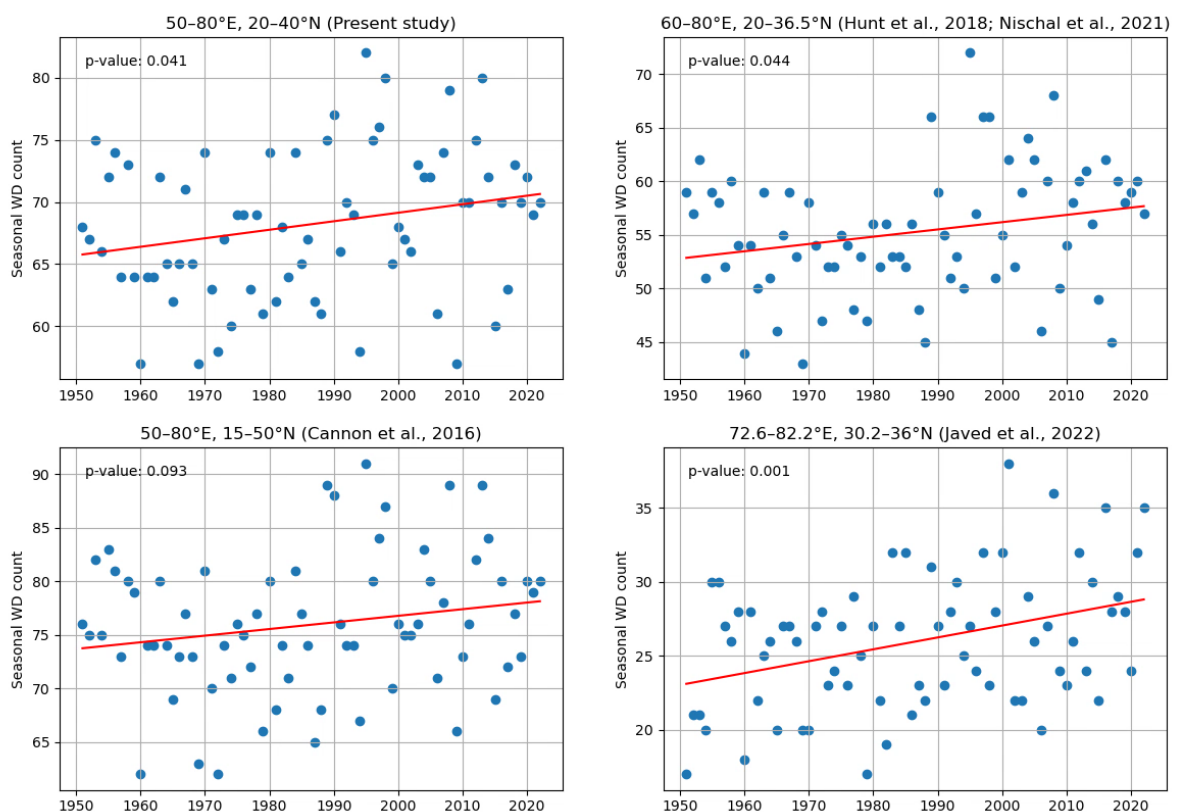 50–80°E, 20–40°N (Present study)
p-value: 0.041
Seasonal WD count
80
75
70
65
60
1950 1960 1970 1980 1990 2000 2010 2020
60–80°E, 20–36.5°N (Hunt et al., 2018; Nischal et al., 2021)
p-value: 0.044
Seasonal WD count
70
65
60
55
50
45
1950 1960 1970 1980 1990 2000 2010 2020
50–80°E, 15–50°N (Cannon et al., 2016)
p-value: 0.093
Seasonal WD count
90
85
80
75
70
65
1950 1960 1970 1980 1990 2000 2010 2020
72.6–82.2°E, 30.2–36°N (Javed et al., 2022)
p-value: 0.001
Seasonal WD count
35
30
25
20
1950 1960 1970 1980 1990 2000 2010 2020